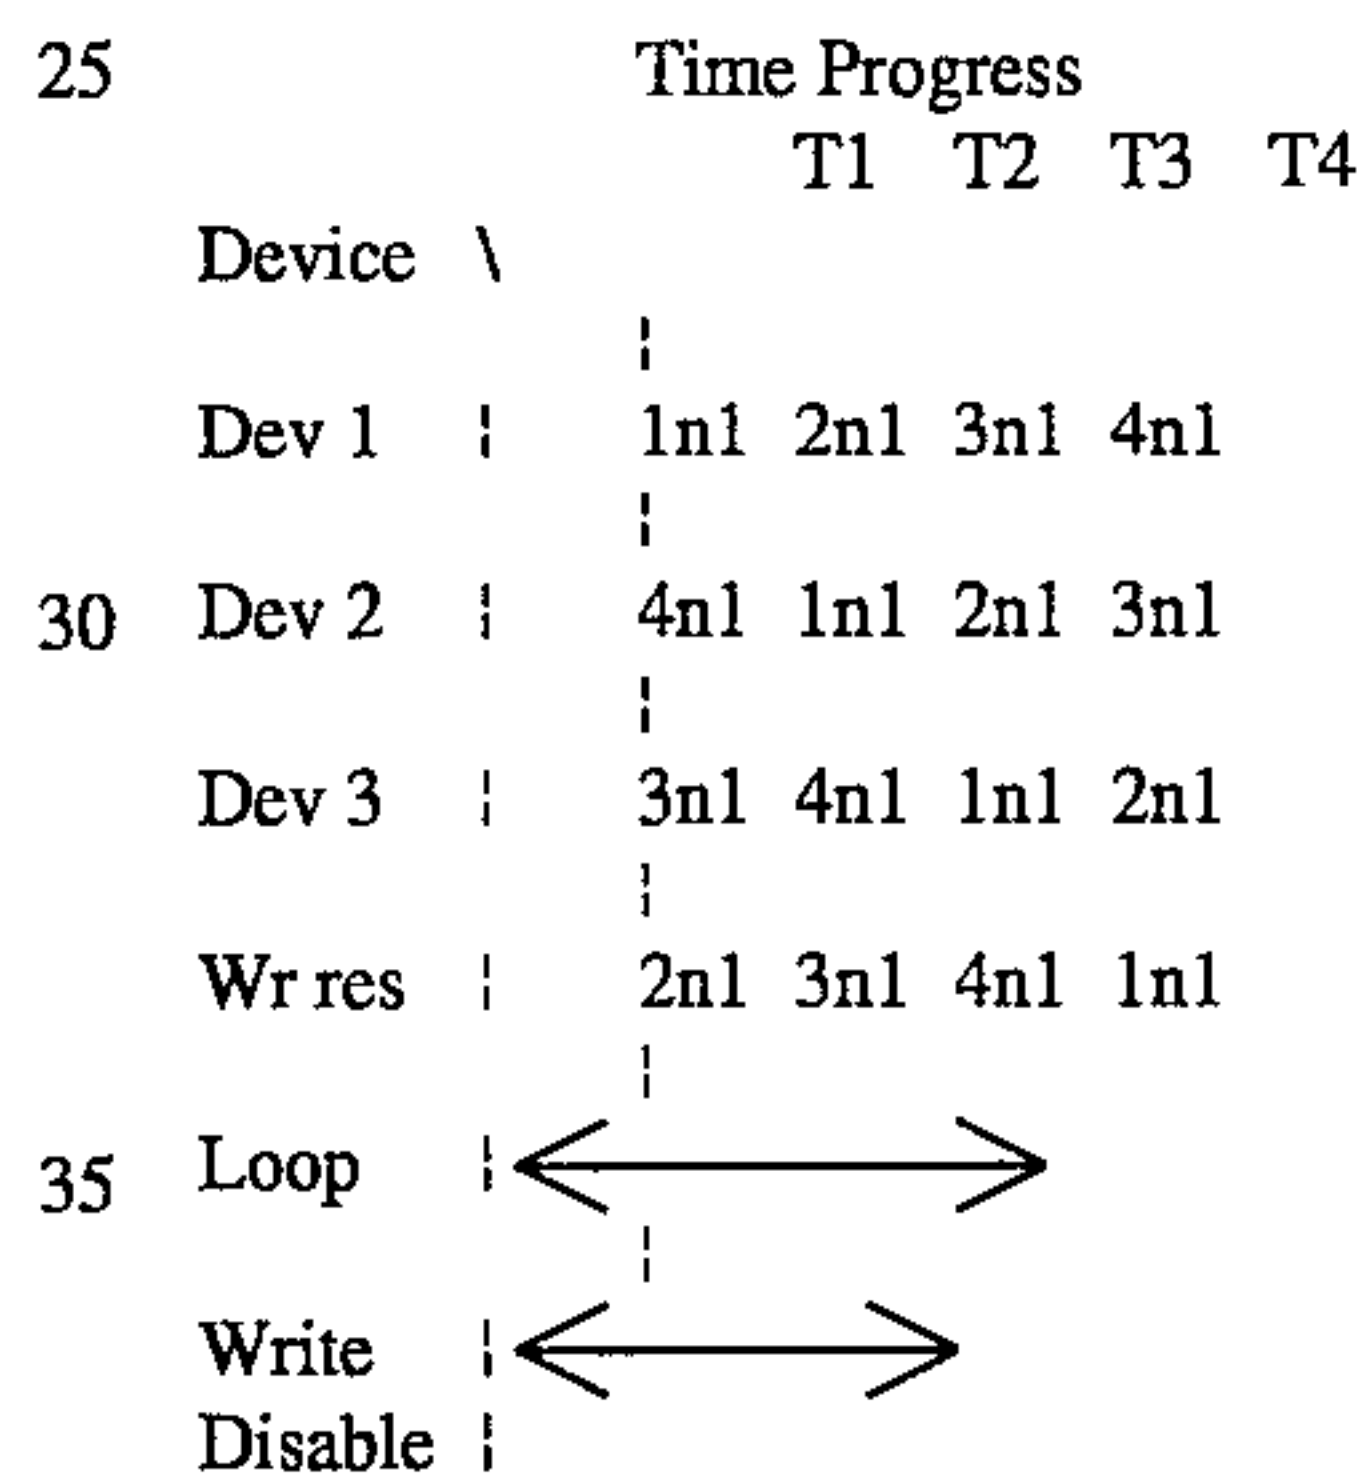 25 Time Progress
T1 T2 T3 T4
Device \
¦
Dev 1 ¦ 1n1 2n1 3n1 4n1
¦
30 Dev 2 ¦ 4n1 1n1 2n1 3n1
¦
Dev 3 ¦ 3n1 4n1 1n1 2n1
¦
Wr res ¦ 2n1 3n1 4n1 1n1
¦
35 Loop ¦
¦
Write ¦
Disable ¦